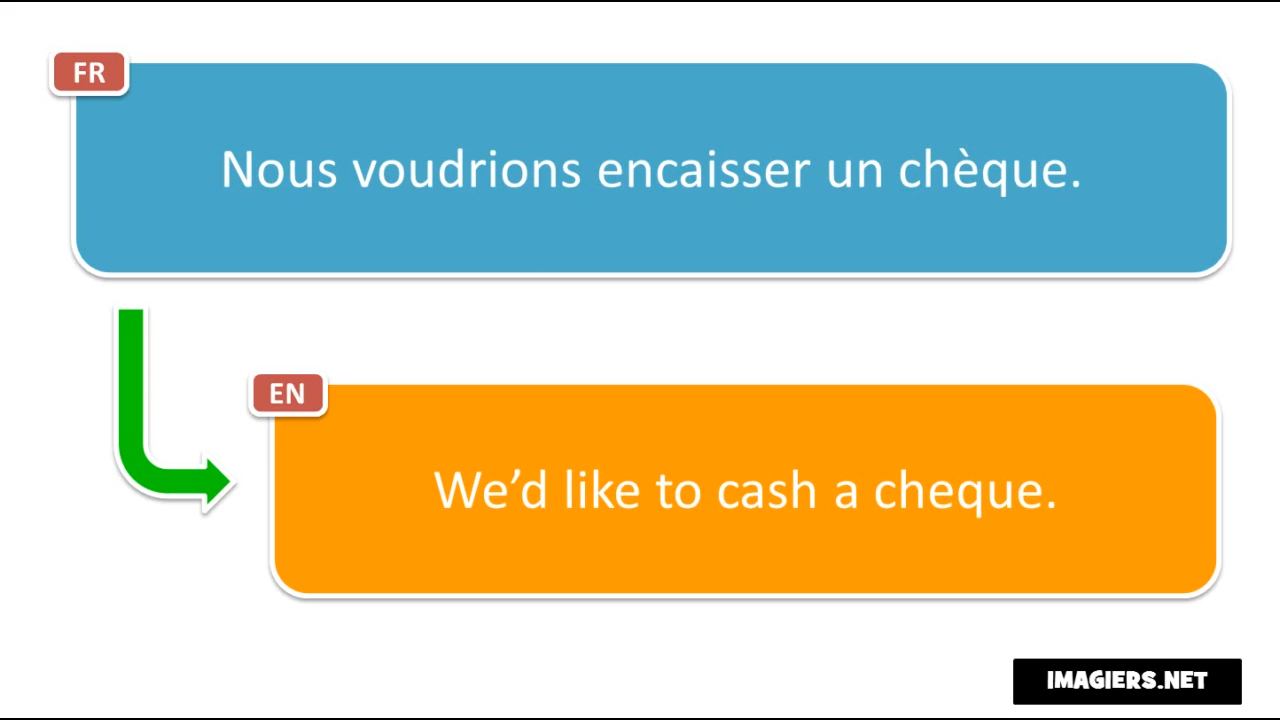 FR
Nous voudrions encaisser un chèque.
EN
We’d like to cash a cheque.
IMAGIERS.NET